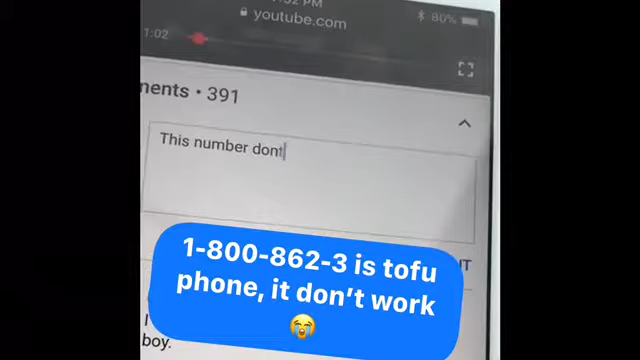 youtube.com
80%
1:02
ments • 391
This number dont
1-800-862-3 is tofu
phone, it don't work
😭
boy.